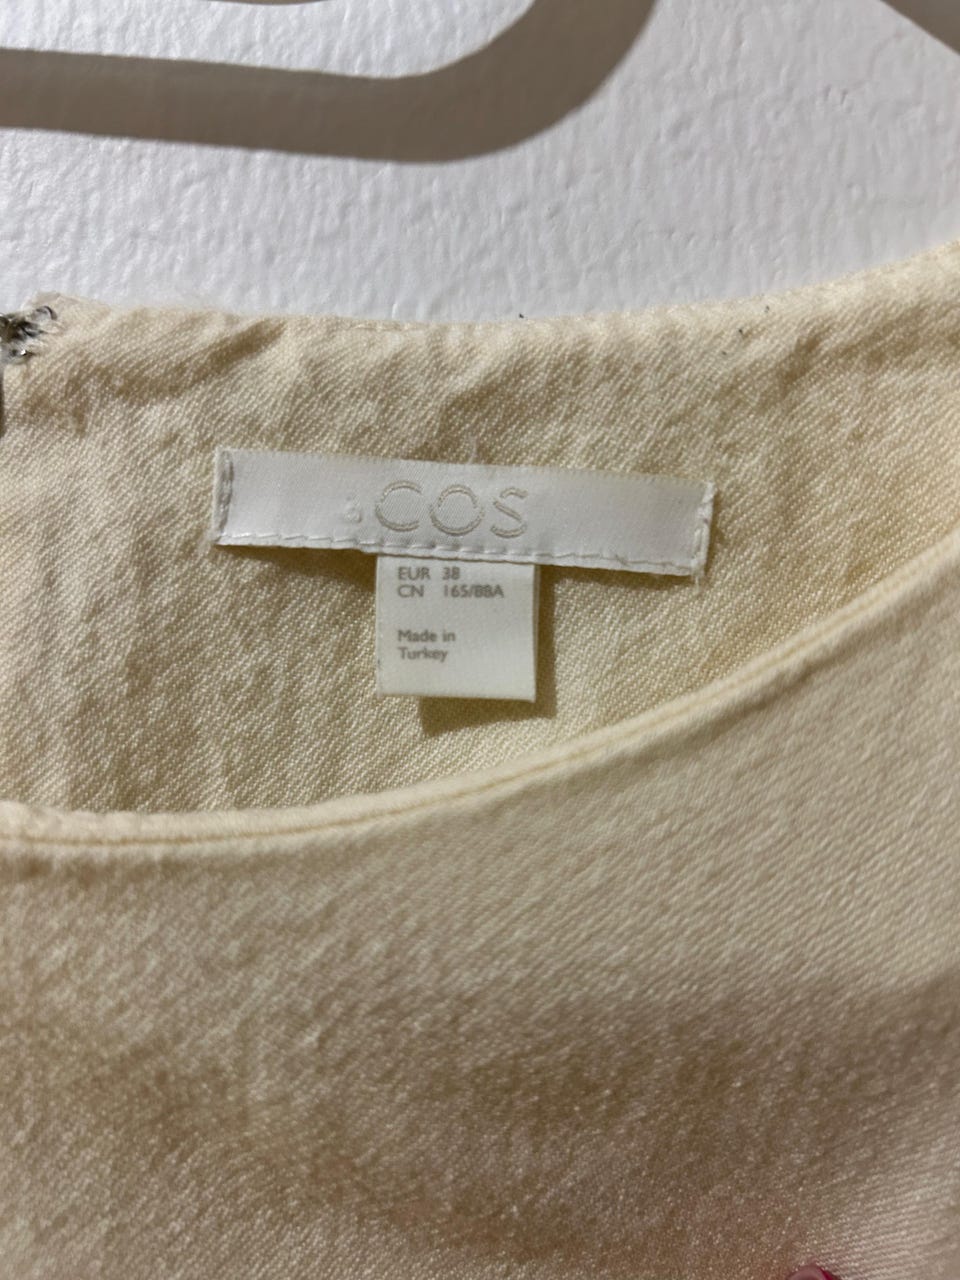 COS
EUR 38
CN 165/88A
Made in
Turkey